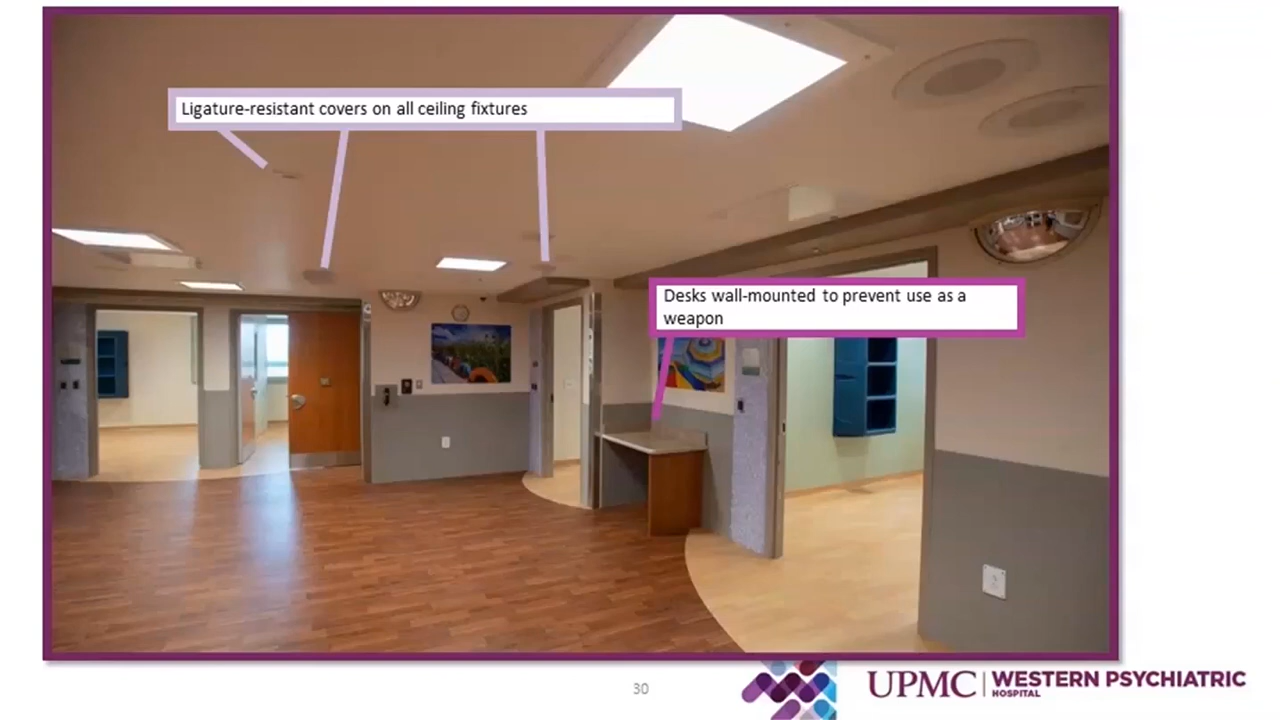 Ligature-resistant covers on all ceiling fixtures
Desks wall-mounted to prevent use as a
weapon
30
UPMC WESTERN PSYCHIATRIC
HOSPITAL